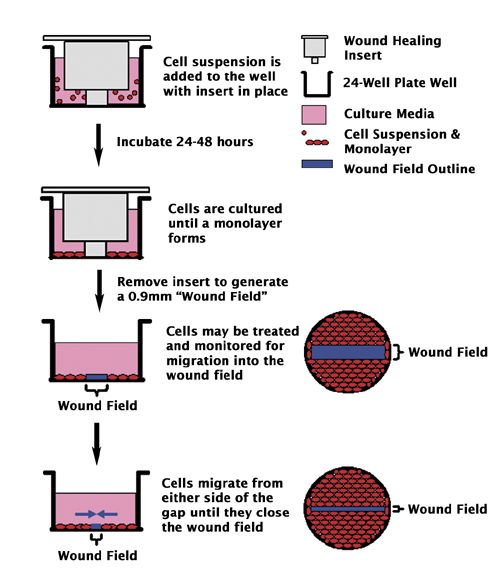 Cell suspension is
added to the well
with insert in place
Wound Healing
Insert
24-Well Plate Well
Culture Media
Cell Suspension &
Monolayer
Wound Field Outline
Incubate 24-48 hours
Cells are cultured
until a monolayer
forms
Remove insert to generate
a 0.9mm “Wound Field”
Cells may be treated
and monitored for
migration into the
wound field
Wound Field
Wound Field
Cells migrate from
either side of the
gap until they close
the wound field
Wound Field
Wound Field